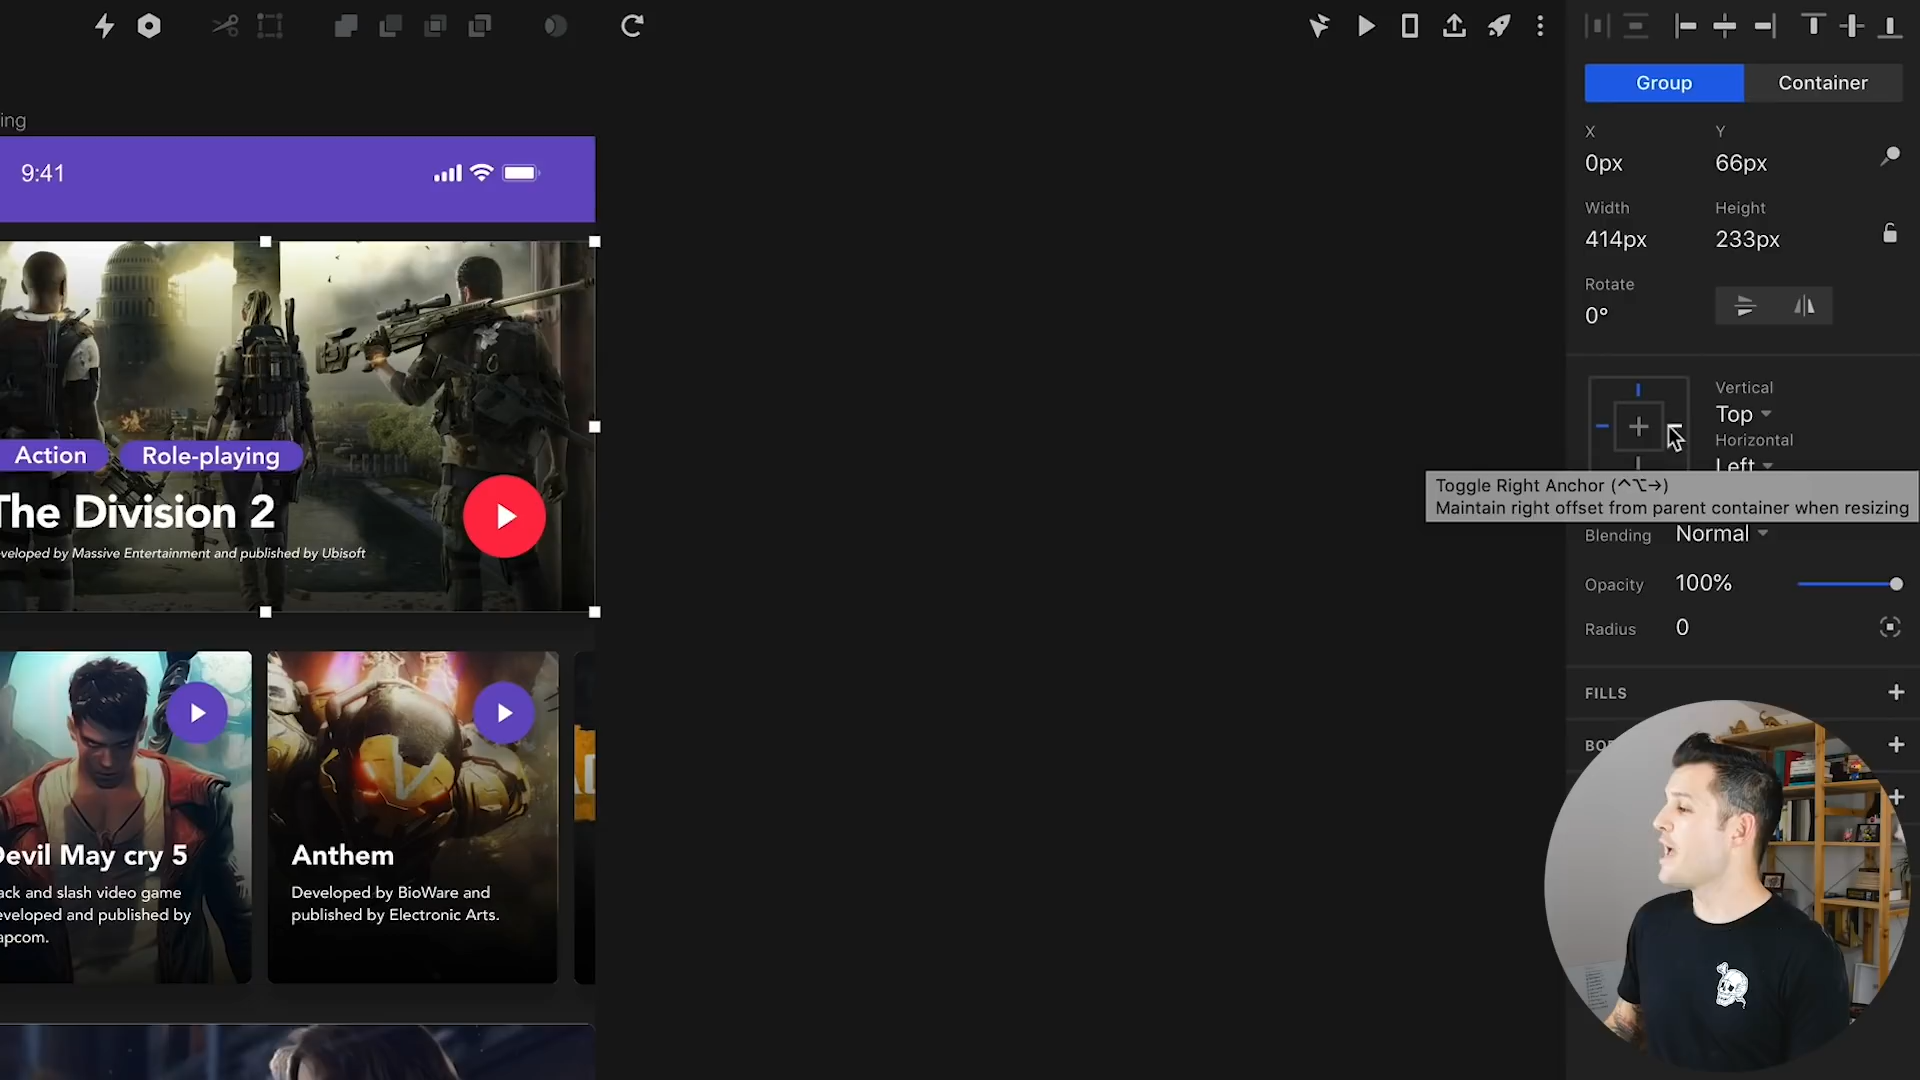 ing
9:41
Action
Role-playing
The Division 2
veloped by Massive Entertainment and published by Ubisoft
Devil May cry 5
ack and slash video game
eveloped and published by
apcom.
Anthem
Developed by BioWare and
published by Electronic Arts.
Group
Container
X
Y
0px
66px
Width
Height
414px
233px
Rotate
0°
Vertical
Top
Horizontal
Left
Toggle Right Anchor (^⌥→)
Maintain right offset from parent container when resizing
Blending
Normal
Opacity
100%
Radius
0
FILLS
BO